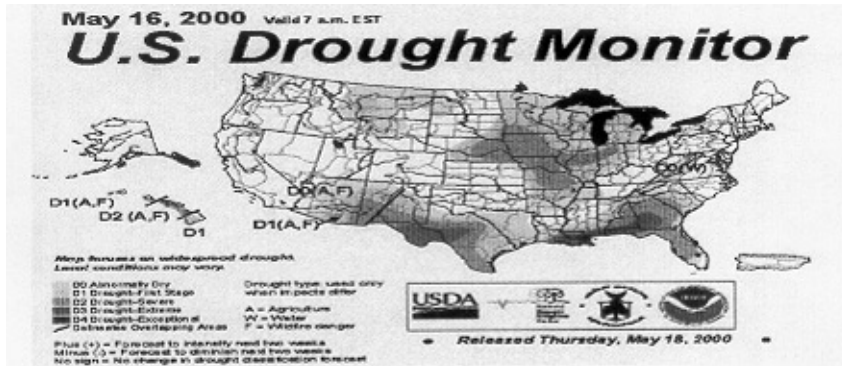 May 16, 2000 Valid 7 a.m. EST
U.S. Drought Monitor
D0(W)
D0(A,F)
D1(A,F)
D2 (A,F)
D1
D1(A,F)
Map focuses on widespread drought.
Local conditions may vary.
D0 Abnormally Dry
D1 Drought-First Stage
D2 Drought-Severe
D3 Drought-Extreme
D4 Drought-Exceptional
Delineates Overlapping Areas
Drought type: used only
when impacts differ
A = Agriculture
W = Water
F = Wildfire danger
Plus (+) = Forecast to intensify next two weeks
Minus (-) = Forecast to diminish next two weeks
No sign = No change in drought classification forecast
USDA
Released Thursday, May 18, 2000